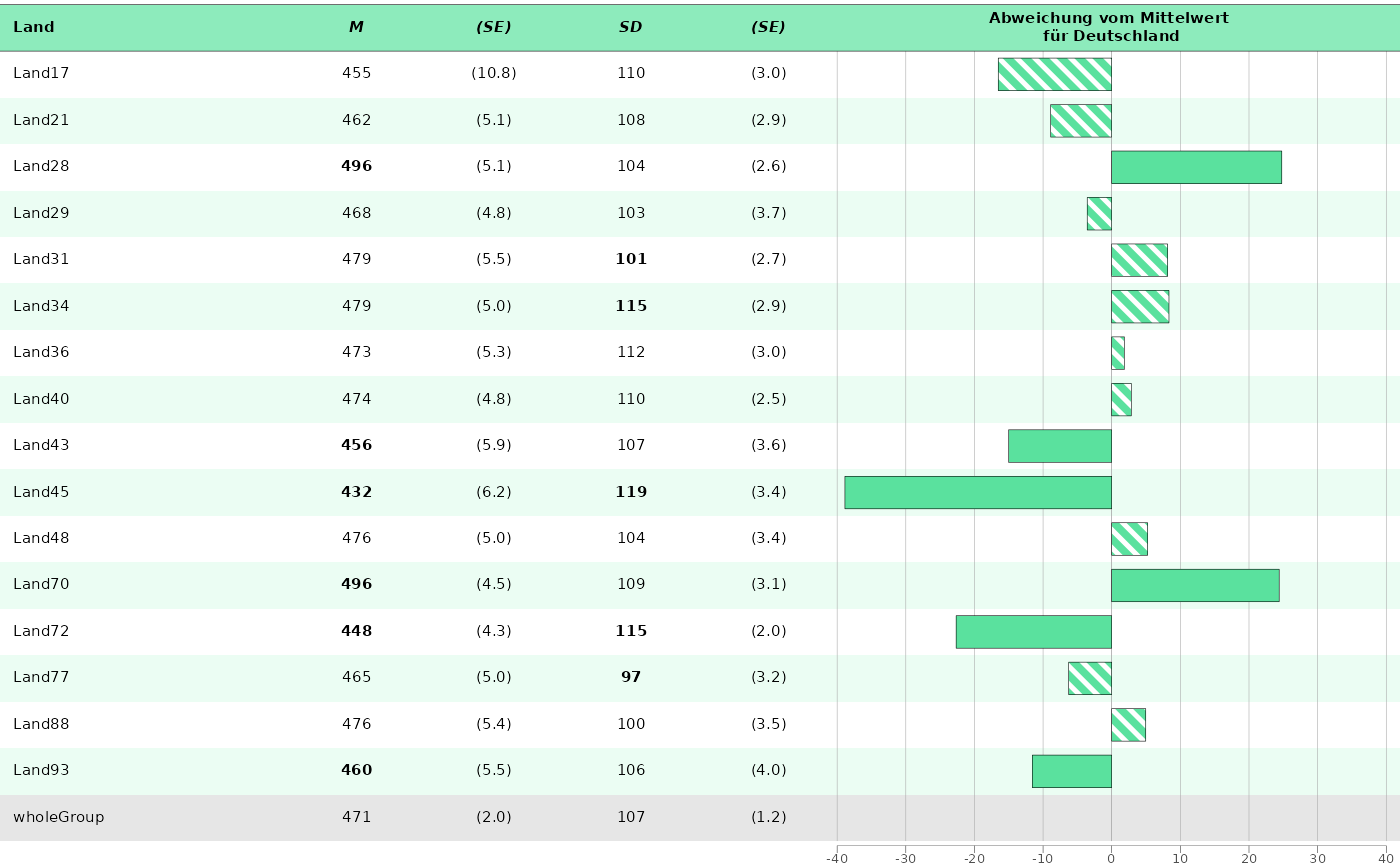 Land M (SE) SD (SE) Abweichung vom Mittelwert
für Deutschland
Land17 455 (10.8) 110 (3.0)
Land21 462 (5.1) 108 (2.9)
Land28 496 (5.1) 104 (2.6)
Land29 468 (4.8) 103 (3.7)
Land31 479 (5.5) 101 (2.7)
Land34 479 (5.0) 115 (2.9)
Land36 473 (5.3) 112 (3.0)
Land40 474 (4.8) 110 (2.5)
Land43 456 (5.9) 107 (3.6)
Land45 432 (6.2) 119 (3.4)
Land48 476 (5.0) 104 (3.4)
Land70 496 (4.5) 109 (3.1)
Land72 448 (4.3) 115 (2.0)
Land77 465 (5.0) 97 (3.2)
Land88 476 (5.4) 100 (3.5)
Land93 460 (5.5) 106 (4.0)
wholeGroup 471 (2.0) 107 (1.2)
-40 -30 -20 -10 0 10 20 30 40